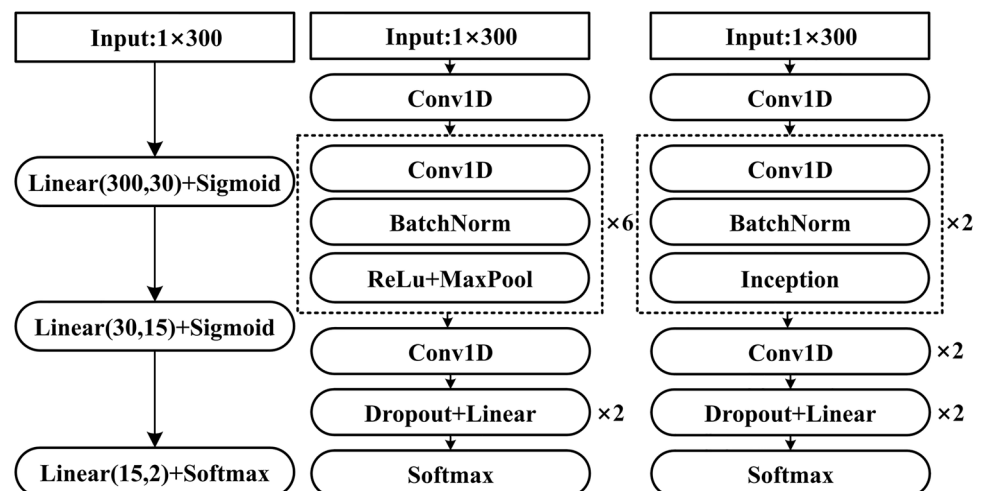 Input:1×300
Linear(300,30)+Sigmoid
Linear(30,15)+Sigmoid
Linear(15,2)+Softmax
Input:1×300
Conv1D
Conv1D
BatchNorm
ReLu+MaxPool
×6
Conv1D
Dropout+Linear
×2
Softmax
Input:1×300
Conv1D
Conv1D
BatchNorm
Inception
×2
Conv1D
×2
Dropout+Linear
×2
Softmax